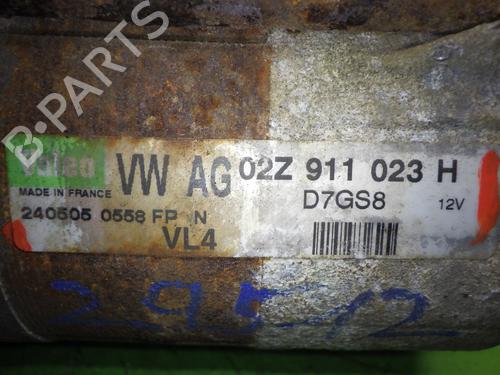 B-PARTS
Valeo
VW AG 02Z 911 023 H
MADE IN FRANCE
D7GS8 12V
240505 0558 FP N
VL4
295-12